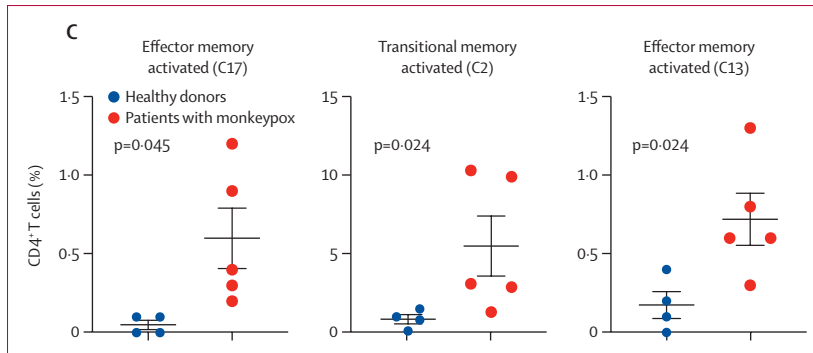 C
Effector memory
activated (C17)
Transitional memory
activated (C2)
Effector memory
activated (C13)
CD4⁺T cells (%)
1·5
1·0
0·5
0
Healthy donors
Patients with monkeypox
p=0·045
15
10
5
0
p=0·024
1·5
1·0
0·5
0
p=0·024